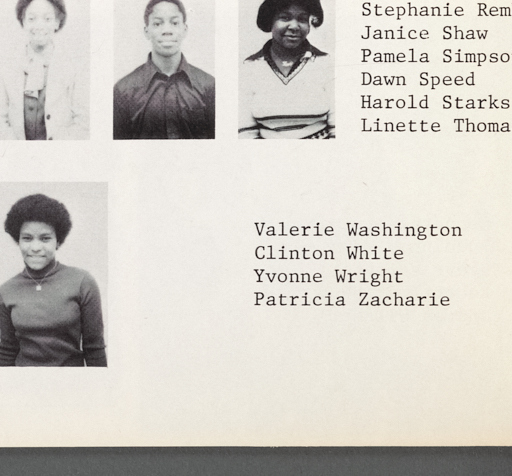 Stephanie Rem
Janice Shaw
Pamela Simpso
Dawn Speed
Harold Starks
Linette Thoma
Valerie Washington
Clinton White
Yvonne Wright
Patricia Zacharie